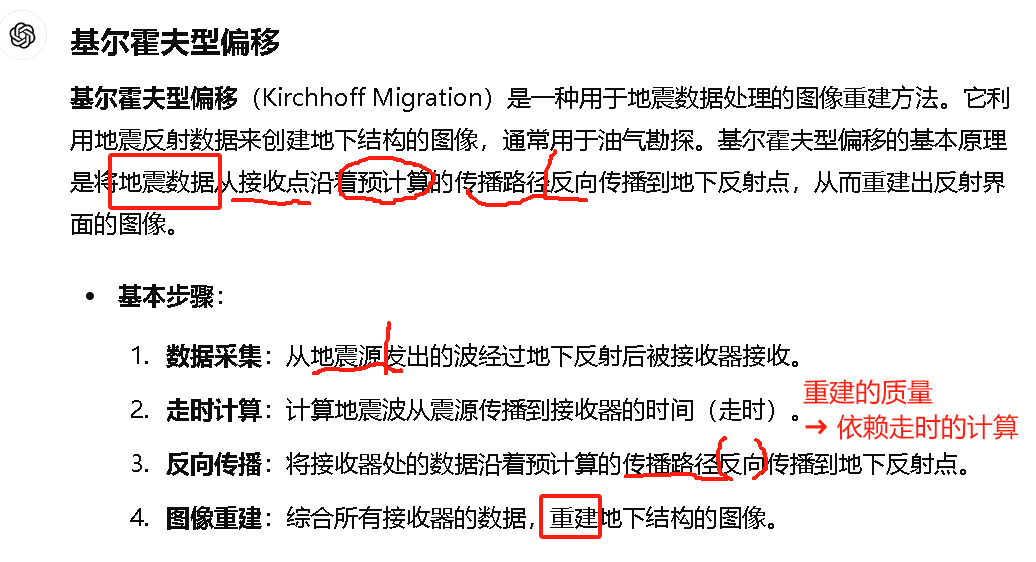 基尔霍夫型偏移
基尔霍夫型偏移（Kirchhoff Migration）是一种用于地震数据处理的图像重建方法。它利
用地震反射数据来创建地下结构的图像，通常用于油气勘探。基尔霍夫型偏移的基本原理
是将地震数据从接收点沿着预计算的传播路径反向传播到地下反射点，从而重建出反射界
面的图像。
• 基本步骤：
1. 数据采集：从地震源发出的波经过地下反射后被接收器接收。
2. 走时计算：计算地震波从震源传播到接收器的时间（走时）。
重建的质量
→ 依赖走时的计算
3. 反向传播：将接收器处的数据沿着预计算的传播路径反向传播到地下反射点。
4. 图像重建：综合所有接收器的数据，重建地下结构的图像。